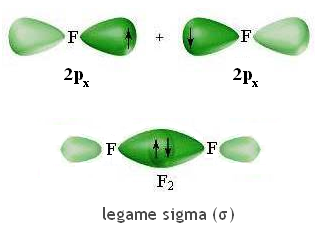 F + F
2pₓ 2pₓ
F F
F₂
legame sigma (σ)